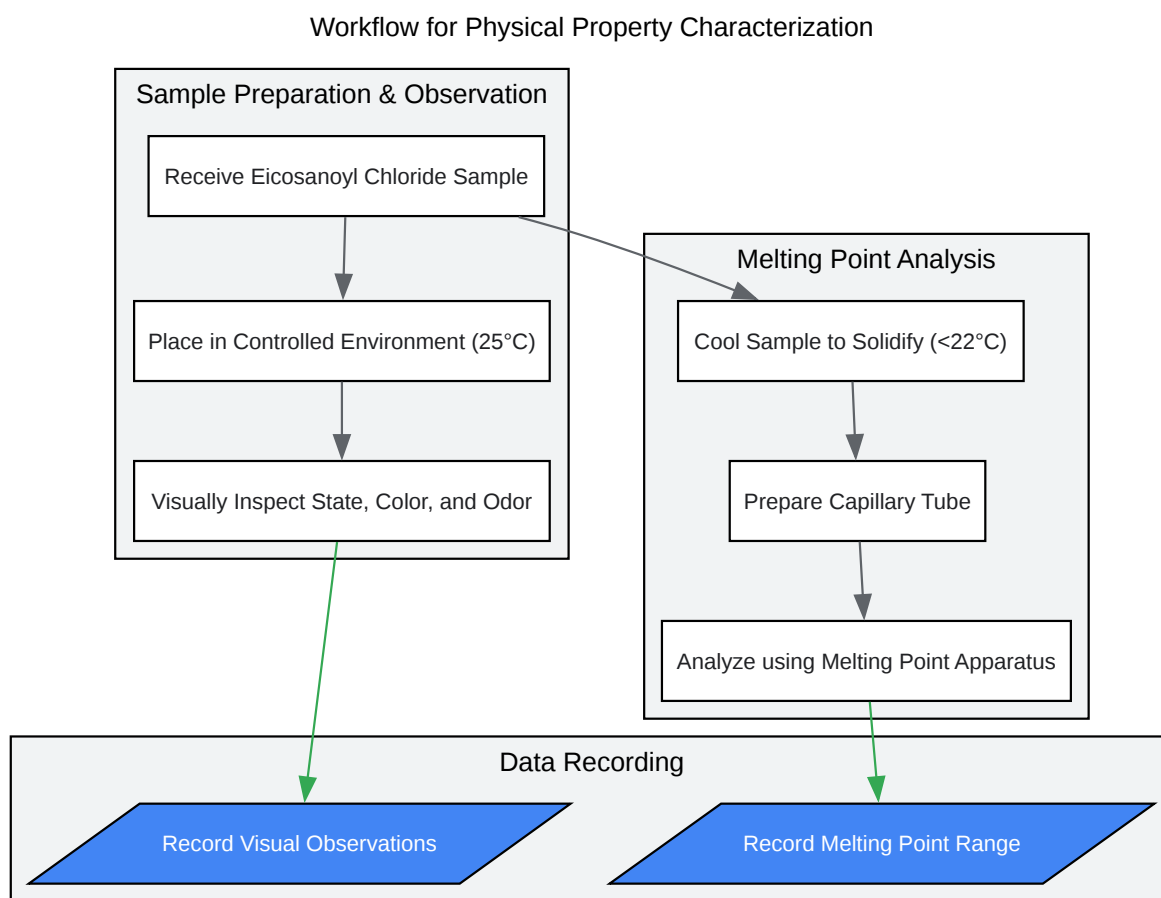 Workflow for Physical Property Characterization
Sample Preparation & Observation
Receive Eicosanoyl Chloride Sample
Place in Controlled Environment (25°C)
Visually Inspect State, Color, and Odor
Melting Point Analysis
Cool Sample to Solidify (<22°C)
Prepare Capillary Tube
Analyze using Melting Point Apparatus
Data Recording
Record Visual Observations
Record Melting Point Range